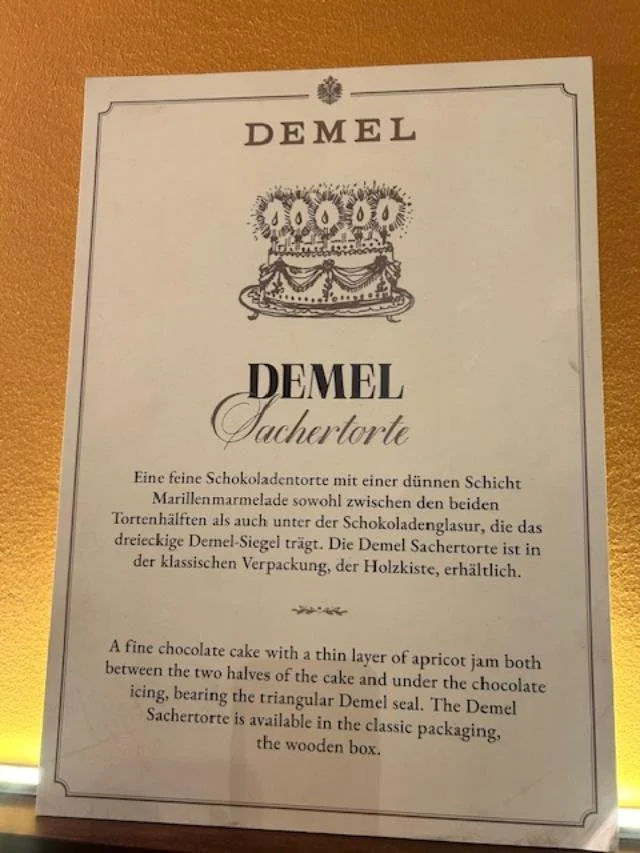 DEMEL
DEMEL
Sachertorte
Eine feine Schokoladentorte mit einer dünnen Schicht
Marillenmarmelade sowohl zwischen den beiden
Tortenhälften als auch unter der Schokoladenglasur, die das
dreieckige Demel-Siegel trägt. Die Demel Sachertorte ist in
der klassischen Verpackung, der Holzkiste, erhältlich.
A fine chocolate cake with a thin layer of apricot jam both
between the two halves of the cake and under the chocolate
icing, bearing the triangular Demel seal. The Demel
Sachertorte is available in the classic packaging,
the wooden box.